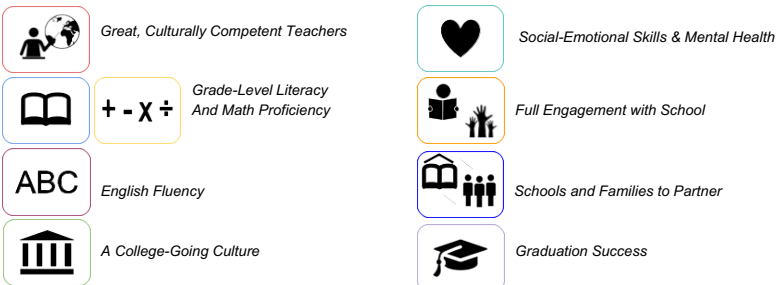 Great, Culturally Competent Teachers
+ - x ÷
Grade-Level Literacy
And Math Proficiency
ABC
English Fluency
A College-Going Culture
Social-Emotional Skills & Mental Health
Full Engagement with School
Schools and Families to Partner
Graduation Success